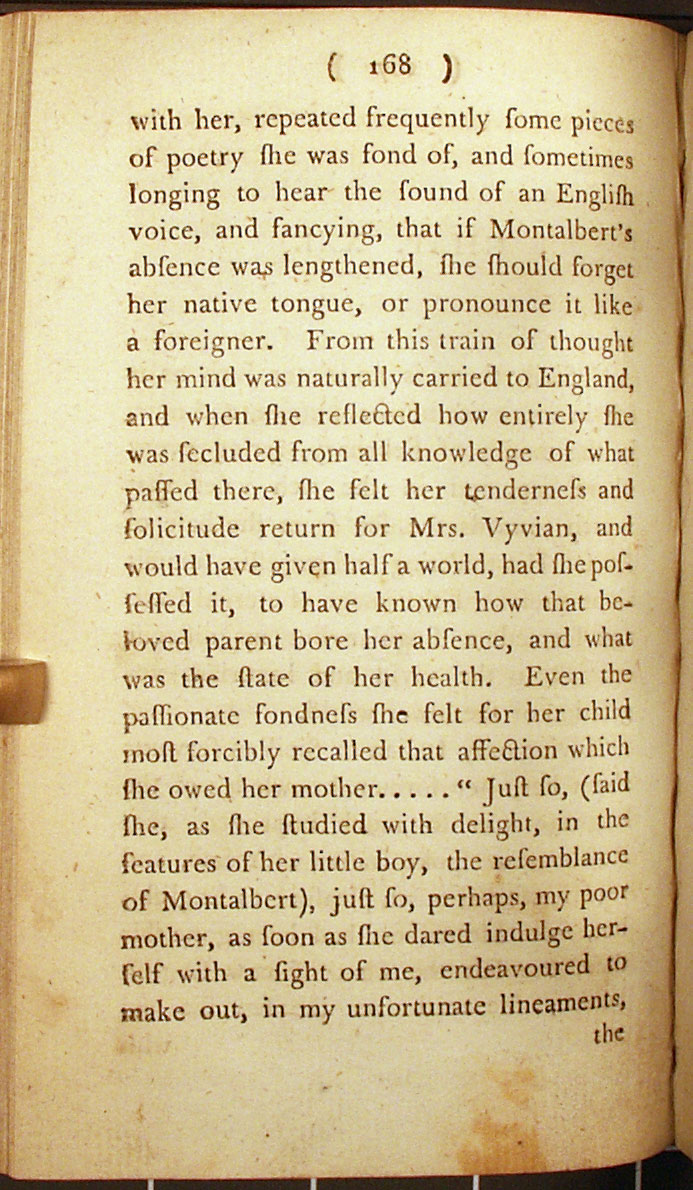 ( 168 )
with her, repeated frequently ſome pieces
of poetry ſhe was fond of, and ſometimes
longing to hear the ſound of an Engliſh
voice, and fancying, that if Montalbert's
abſence was lengthened, ſhe ſhould forget
her native tongue, or pronounce it like
a foreigner. From this train of thought
her mind was naturally carried to England,
and when ſhe reflected how entirely ſhe
was ſecluded from all knowledge of what
paſſed there, ſhe felt her tenderneſs and
ſolicitude return for Mrs. Vyvian, and
would have given half a world, had ſhe poſ-
ſeſſed it, to have known how that be-
loved parent bore her abſence, and what
was the ſtate of her health. Even the
paſſionate fondneſs ſhe felt for her child
moſt forcibly recalled that affection which
ſhe owed her mother. . . . . “ Juſt ſo, (ſaid
ſhe, as ſhe ſtudied with delight, in the
features of her little boy, the reſemblance
of Montalbert), juſt ſo, perhaps, my poor
mother, as ſoon as ſhe dared indulge her-
ſelf with a ſight of me, endeavoured to
make out, in my unfortunate lineaments,
the